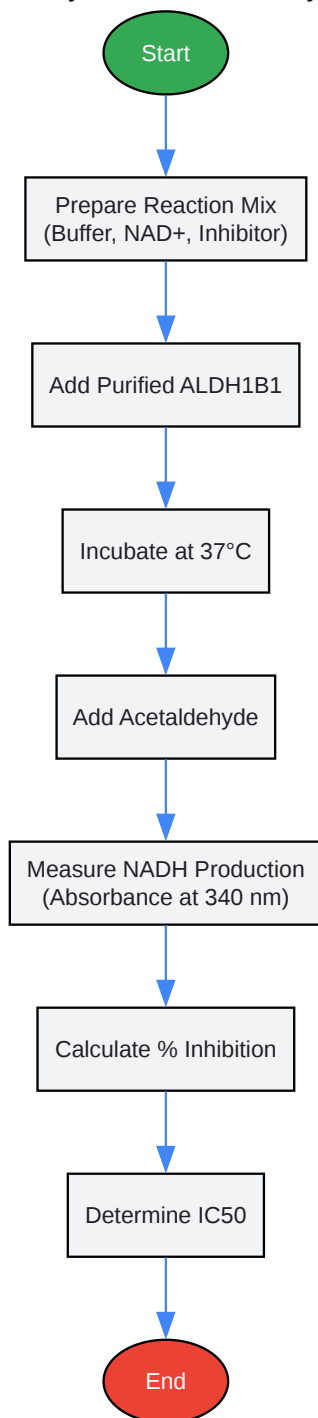 Start
Prepare Reaction Mix
(Buffer, NAD+, Inhibitor)
Add Purified ALDH1B1
Incubate at 37°C
Add Acetaldehyde
Measure NADH Production
(Absorbance at 340 nm)
Calculate % Inhibition
Determine IC50
End